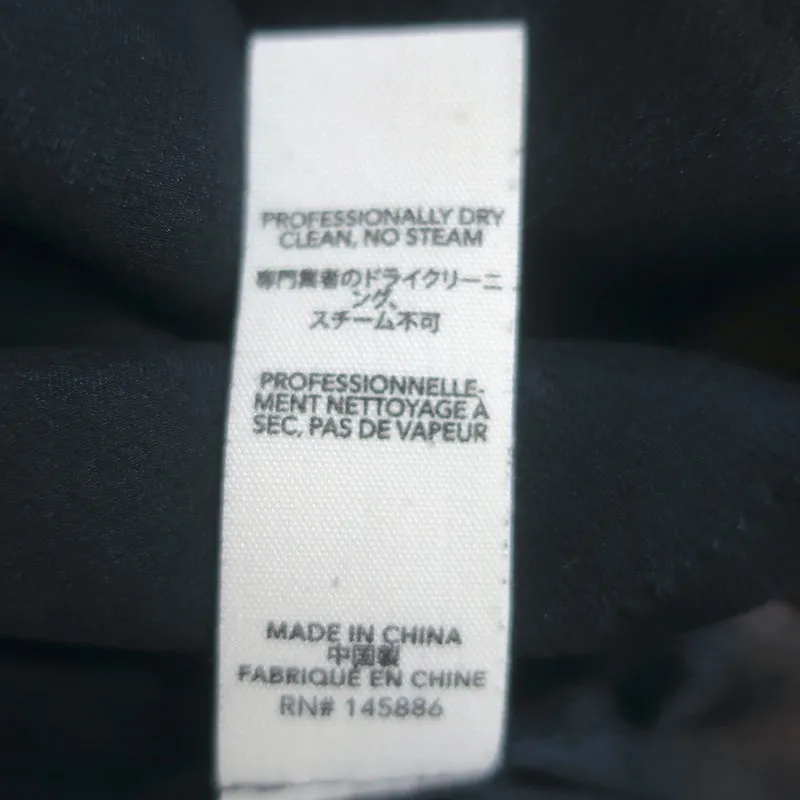 PROFESSIONALLY DRY
CLEAN, NO STEAM
専門業者のドライクリーニ
ング、
スチーム不可
PROFESSIONNELLE-
MENT NETTOYAGE À
SEC, PAS DE VAPEUR
MADE IN CHINA
中国製
FABRIQUÉ EN CHINE
RN# 145886